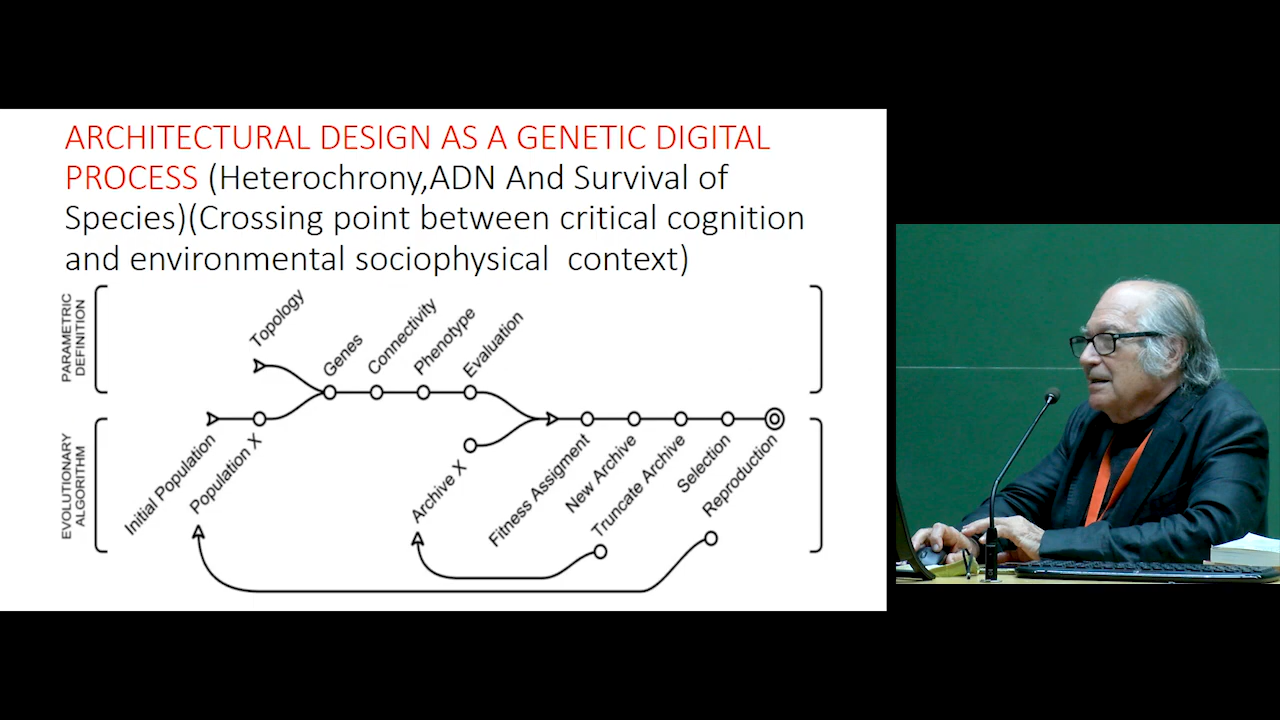 ARCHITECTURAL DESIGN AS A GENETIC DIGITAL
PROCESS (Heterochrony,ADN And Survival of
Species)(Crossing point between critical cognition
and environmental sociophysical context)
PARAMETRIC
DEFINITION
Topology
Genes
Connectivity
Phenotype
Evaluation
EVOLUTIONARY
ALGORITHM
Initial Population
Population X
Archive X
Fitness Assigment
New Archive
Truncate Archive
Selection
Reproduction